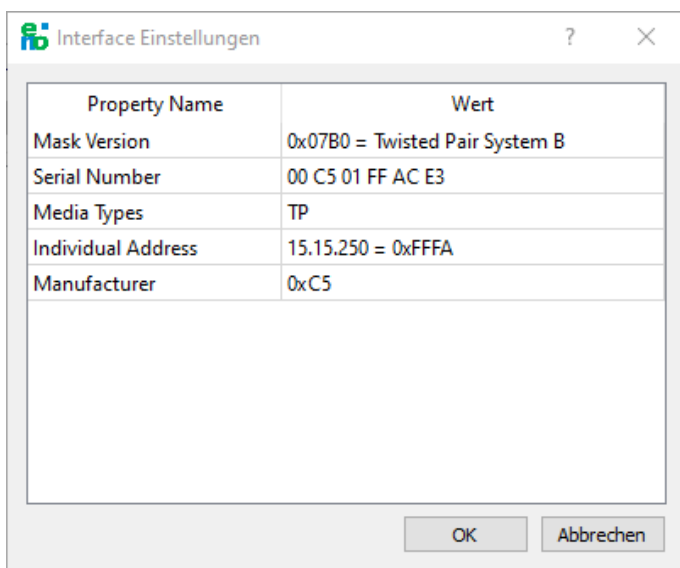 Interface Einstellungen ?
Property Name Wert
Mask Version 0x07B0 = Twisted Pair System B
Serial Number 00 C5 01 FF AC E3
Media Types TP
Individual Address 15.15.250 = 0xFFFA
Manufacturer 0xC5
OK Abbrechen